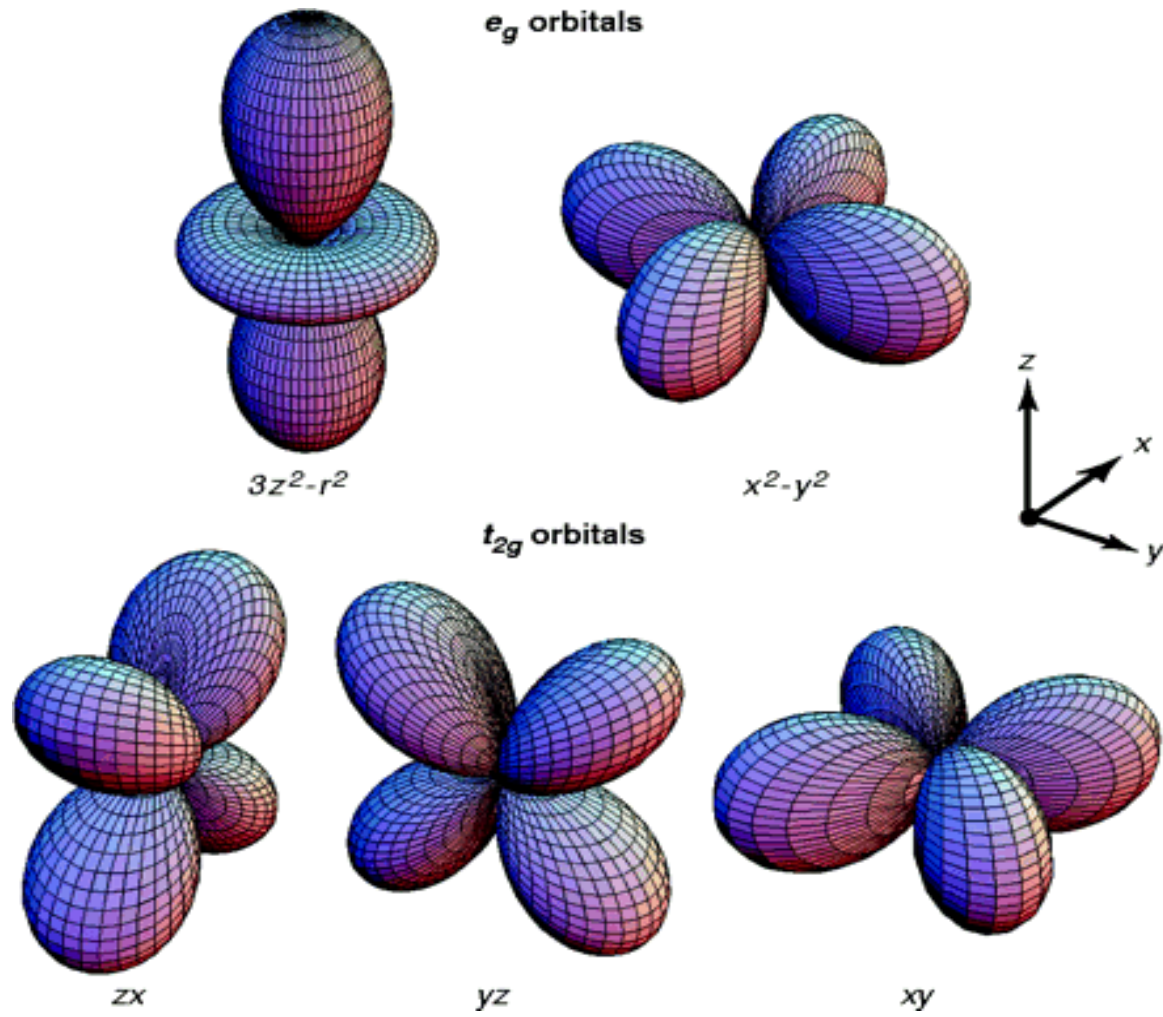 e_g orbitals
3z²-r²
x²-y²
z
x
y
t_2g orbitals
zx
yz
xy